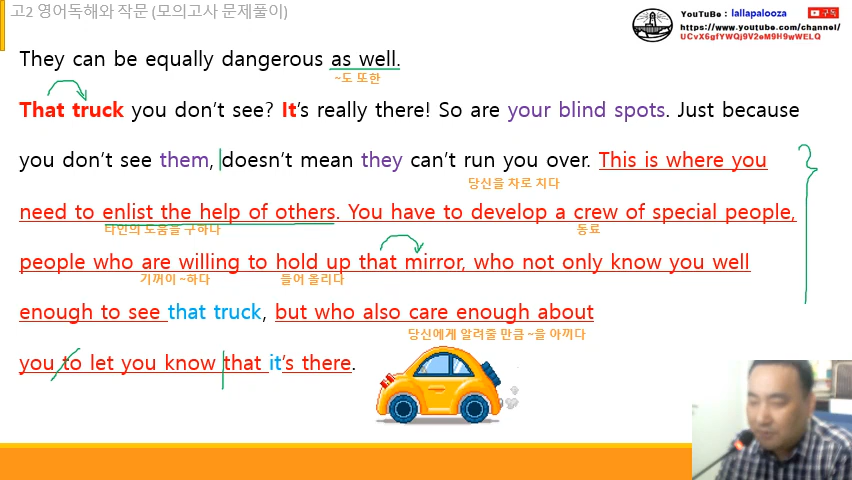 고2 영어독해와 작문 (모의고사 문제풀이)
YouTuBe : lallapalooza 구독
https://www.youtube.com/channel/
UCvX6gfYWQj9V2eM9H9wWELQ
They can be equally dangerous as well.
~도 또한
That truck you don't see? It's really there! So are your blind spots. Just because
you don't see them, doesn't mean they can't run you over. This is where you
당신을 차로 치다
need to enlist the help of others. You have to develop a crew of special people,
타인의 도움을 구하다 동료
people who are willing to hold up that mirror, who not only know you well
기꺼이 ~하다 들어 올리다
enough to see that truck, but who also care enough about
당신에게 알려줄 만큼 ~을 아끼다
you to let you know that it's there.